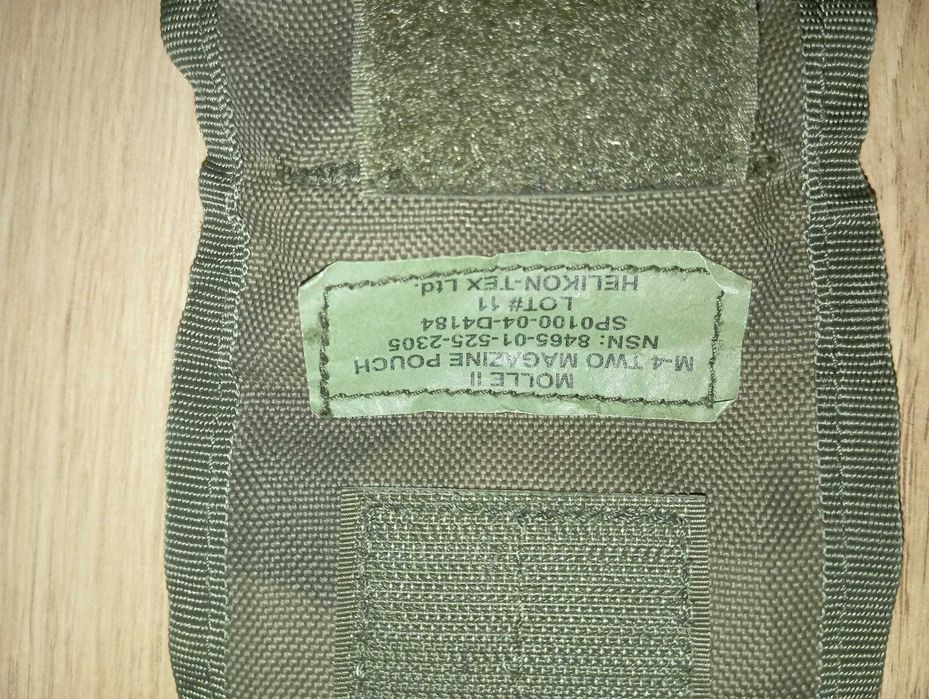 MOLLE II
M-4 TWO MAGAZINE POUCH
NSN: 8465-01-525-2305
SP0100-04-D4184
LOT# 11
HELIKON-TEX Ltd.